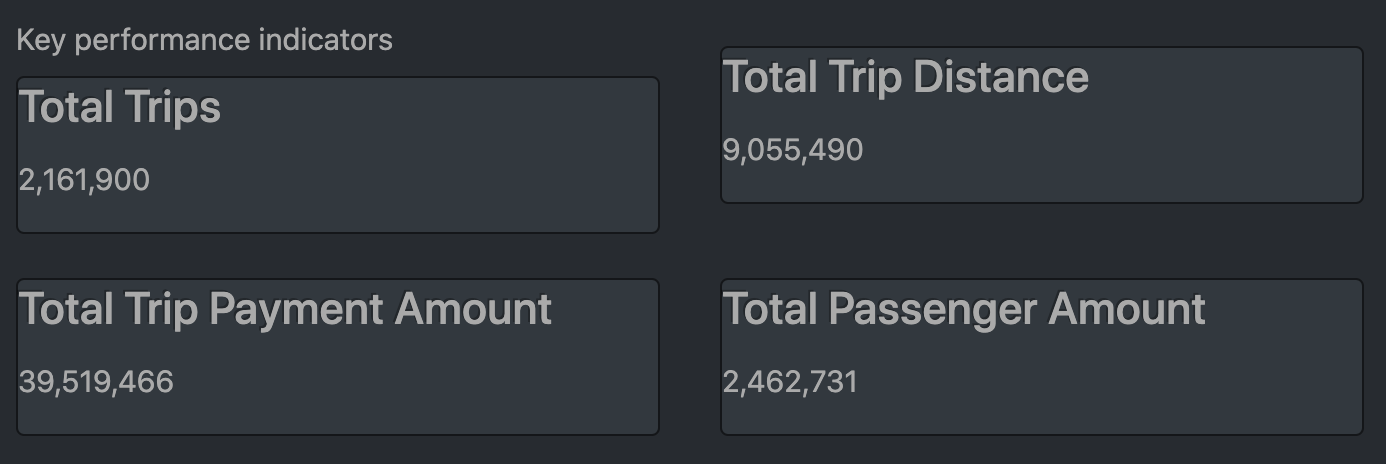 Key performance indicators
Total Trips
2,161,900
Total Trip Distance
9,055,490
Total Trip Payment Amount
39,519,466
Total Passenger Amount
2,462,731